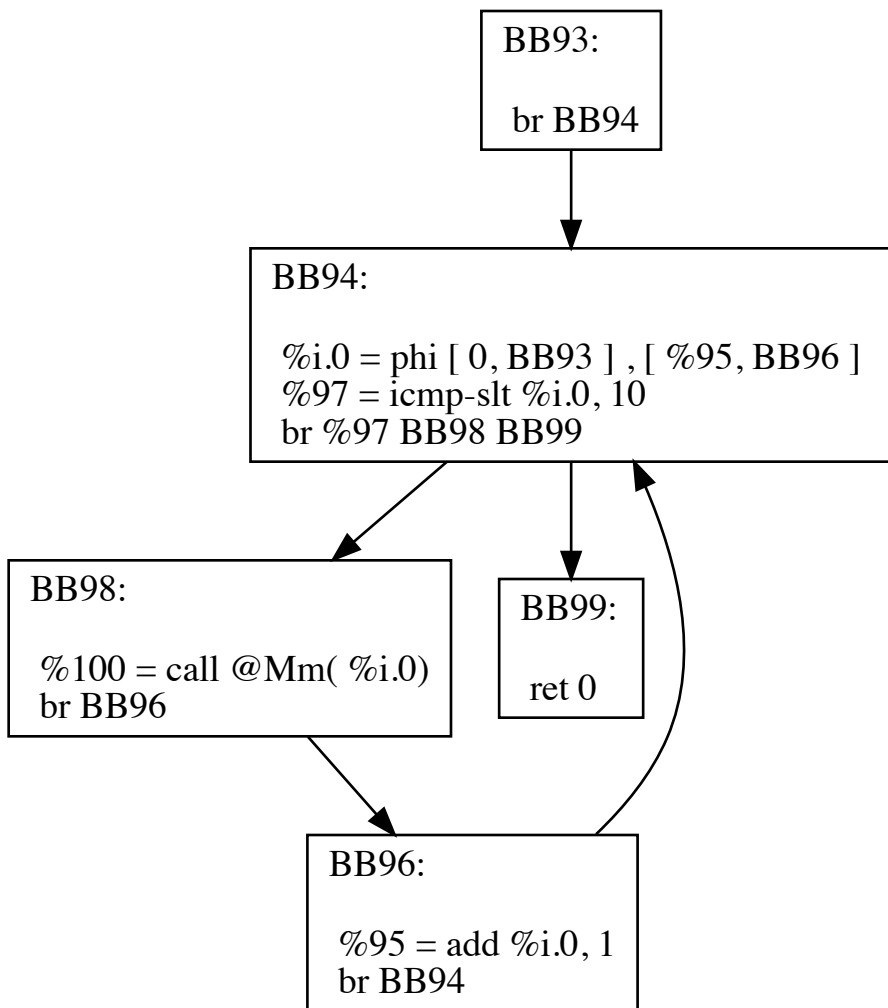 BB93:
br BB94
BB94:
%i.0 = phi [ 0, BB93 ] , [ %95, BB96 ]
%97 = icmp-slt %i.0, 10
br %97 BB98 BB99
BB98:
%100 = call @Mm( %i.0)
br BB96
BB99:
ret 0
BB96:
%95 = add %i.0, 1
br BB94